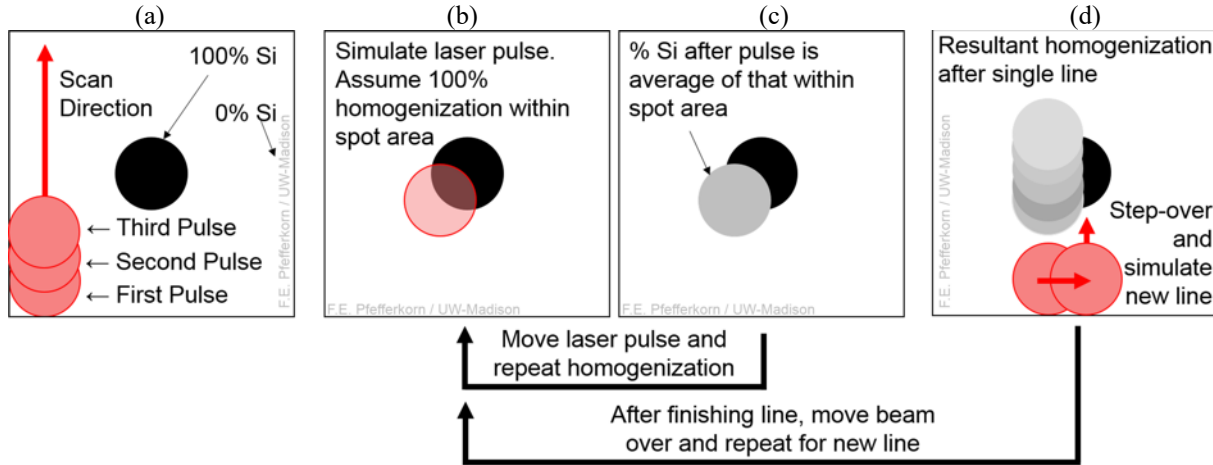 (a)
(b)
(c)
(d)
Scan
Direction
100% Si
0% Si
← Third Pulse
← Second Pulse
← First Pulse
F.E. Pfefferkorn / UW-Madison
Simulate laser pulse.
Assume 100%
homogenization within
spot area
F.E. Pfefferkorn / UW-Madison
% Si after pulse is
average of that within
spot area
F.E. Pfefferkorn / UW-Madison
Resultant homogenization
after single line
F.E. Pfefferkorn / UW-Madison
Step-over
and
simulate
new line
Move laser pulse and
repeat homogenization
After finishing line, move beam
over and repeat for new line